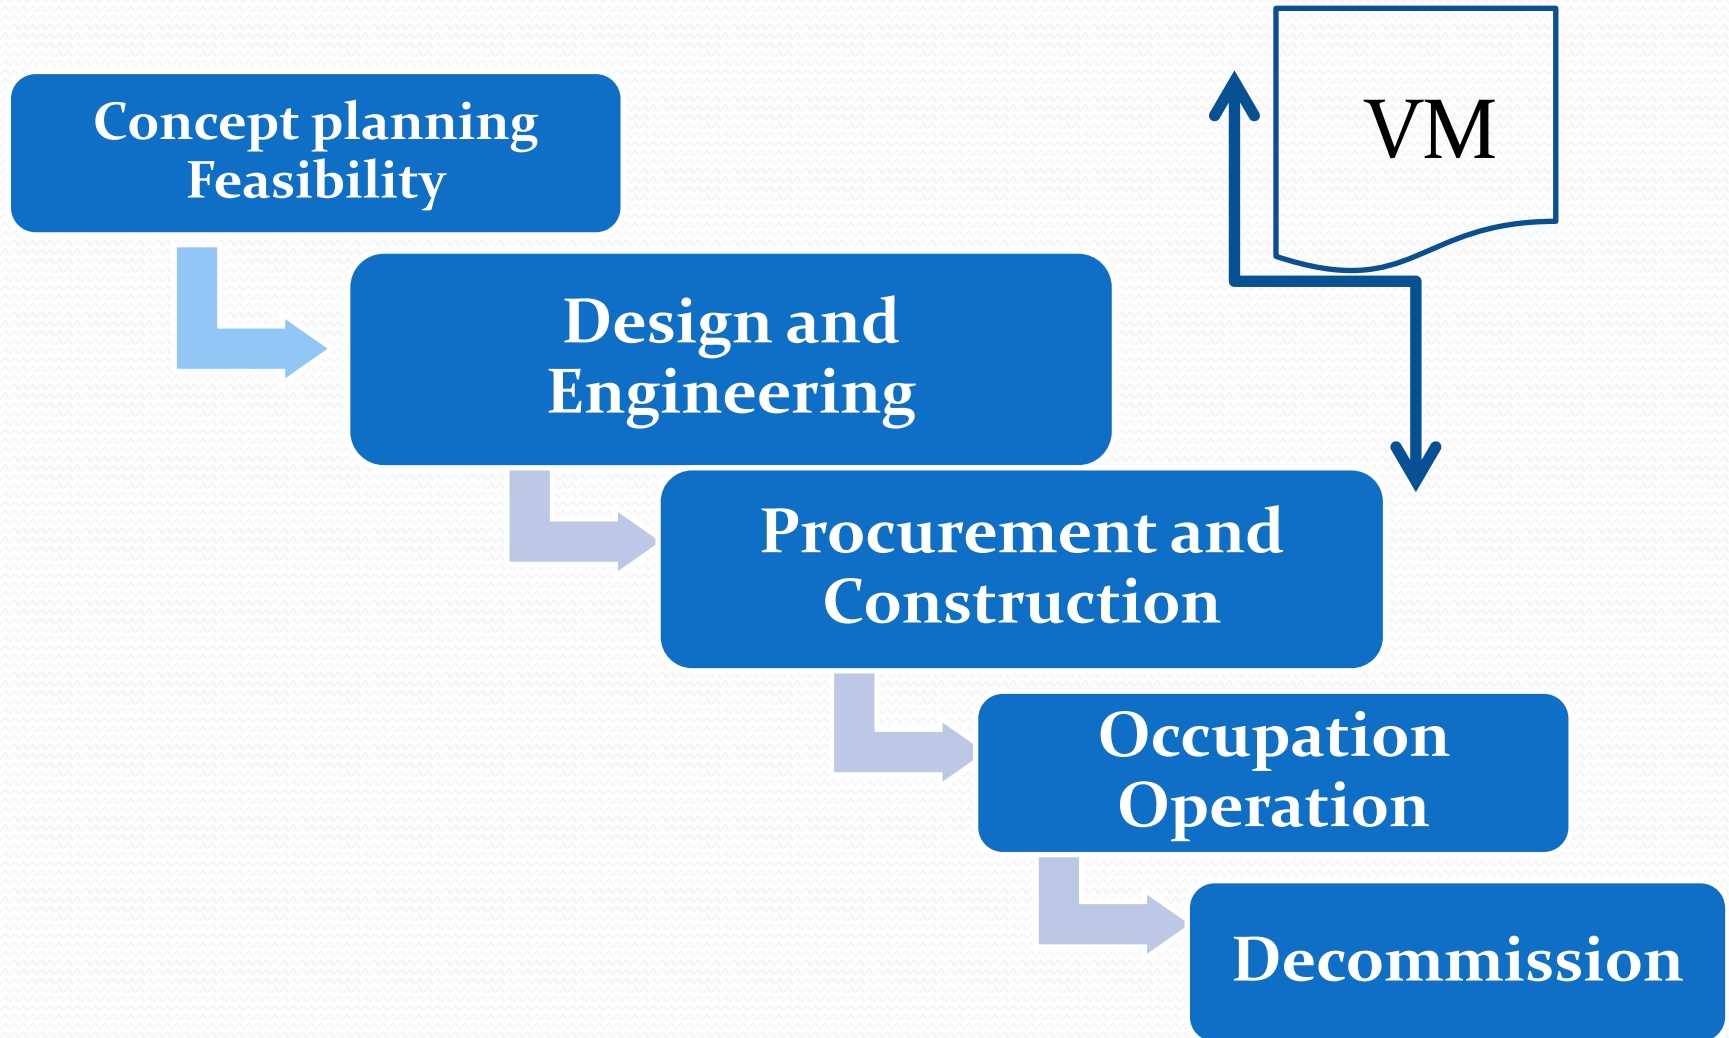 Concept planning
Feasibility
VM
Design and
Engineering
Procurement and
Construction
Occupation
Operation
Decommission